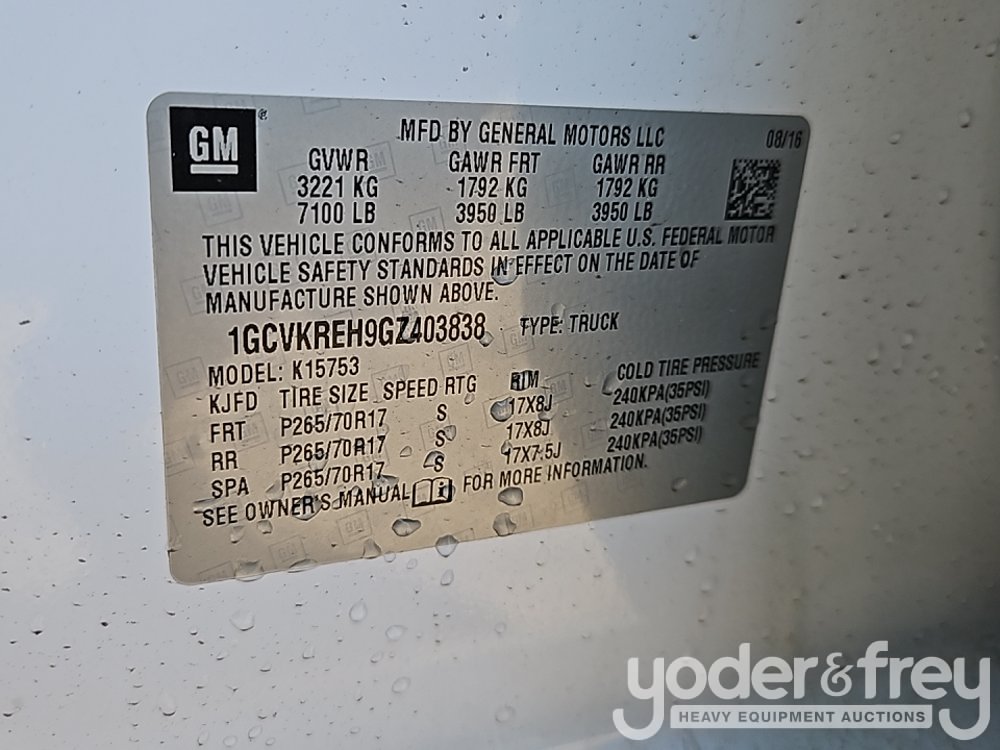 GM ®
MFD BY GENERAL MOTORS LLC 08/16
GVWR GAWR FRT GAWR RR
3221 KG 1792 KG 1792 KG
7100 LB 3950 LB 3950 LB
THIS VEHICLE CONFORMS TO ALL APPLICABLE U.S. FEDERAL MOTOR
VEHICLE SAFETY STANDARDS IN EFFECT ON THE DATE OF
MANUFACTURE SHOWN ABOVE.
1GCVKREH9GZ403838 TYPE: TRUCK
MODEL: K15753
KJFD TIRE SIZE SPEED RTG RIM COLD TIRE PRESSURE
FRT P265/70R17 S 17X8J 240KPA(35PSI)
RR P265/70R17 S 17X8J 240KPA(35PSI)
SPA P265/70R17 S 17X7.5J 240KPA(35PSI)
SEE OWNER'S MANUAL FOR MORE INFORMATION.
yoder&frey
HEAVY EQUIPMENT AUCTIONS